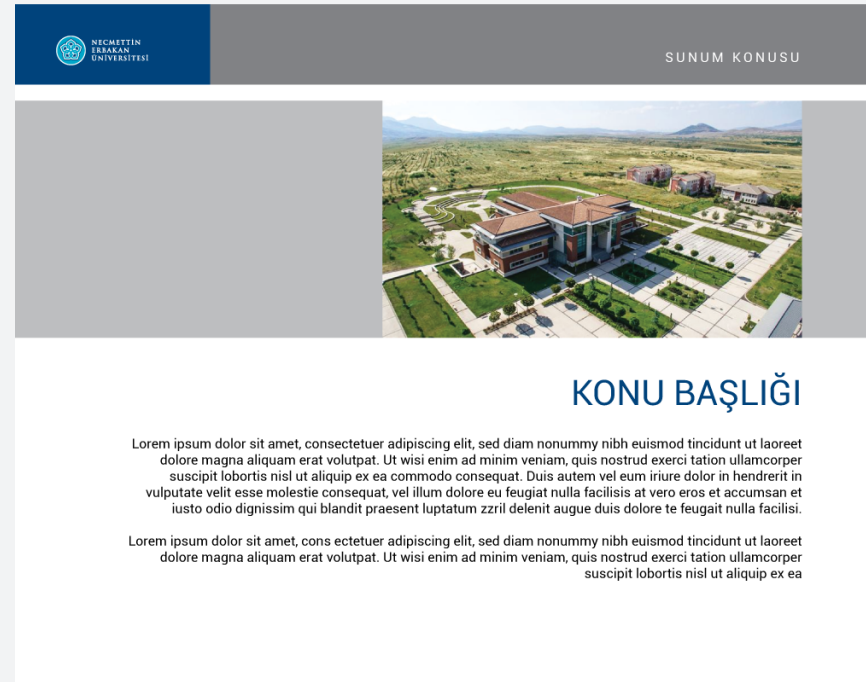 NECMETTİN
ERBAKAN
ÜNİVERSİTESİ
SUNUM KONUSU
KONU BAŞLIĞI
Lorem ipsum dolor sit amet, consectetuer adipiscing elit, sed diam nonummy nibh euismod tincidunt ut laoreet
dolore magna aliquam erat volutpat. Ut wisi enim ad minim veniam, quis nostrud exerci tation ullamcorper
suscipit lobortis nisl ut aliquip ex ea commodo consequat. Duis autem vel eum iriure dolor in hendrerit in
vulputate velit esse molestie consequat, vel illum dolore eu feugiat nulla facilisis at vero eros et accumsan et
iusto odio dignissim qui blandit praesent luptatum zzril delenit augue duis dolore te feugait nulla facilisi.
Lorem ipsum dolor sit amet, cons ectetuer adipiscing elit, sed diam nonummy nibh euismod tincidunt ut laoreet
dolore magna aliquam erat volutpat. Ut wisi enim ad minim veniam, quis nostrud exerci tation ullamcorper
suscipit lobortis nisl ut aliquip ex ea